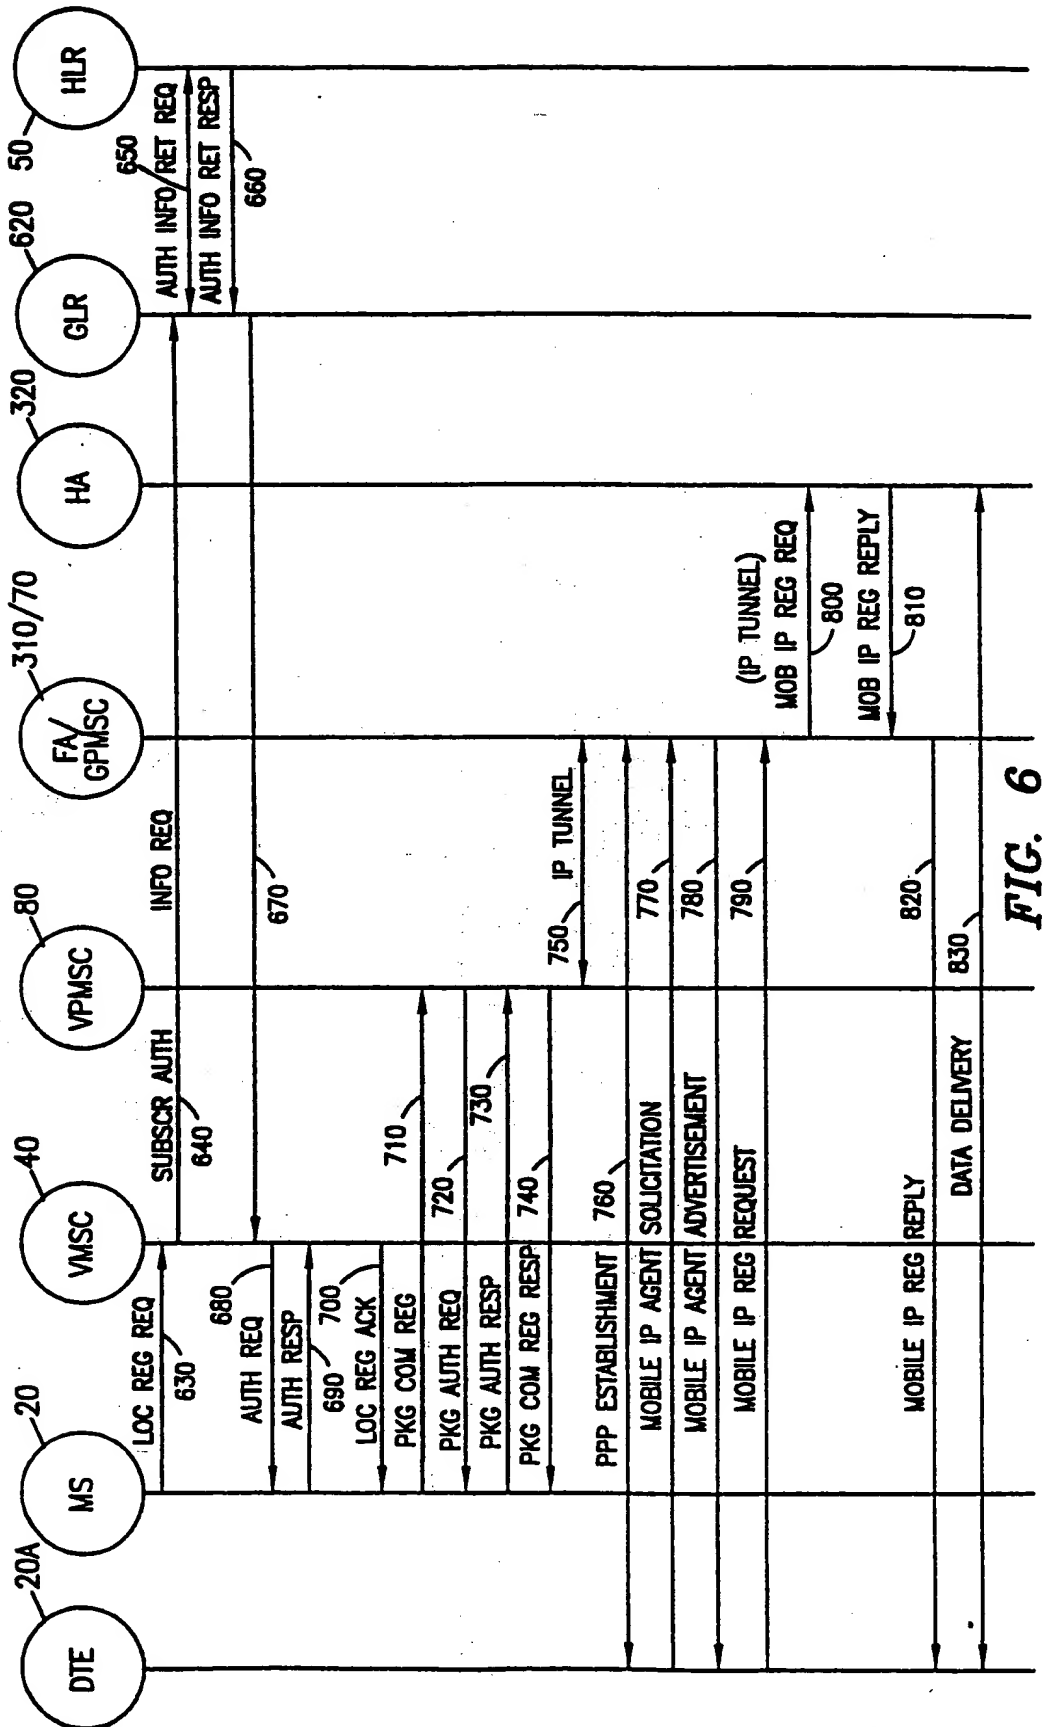 DTE
20A
MS
20
VMSC
40
VPMSC
80
FA/
GPMSC
310/70
HA
320
GLR
620
HLR
50
LOC REG REQ
630
SUBSCR AUTH
INFO REQ
640
AUTH INFO RET REQ
650
AUTH INFO RET RESP
660
670
680
AUTH REQ
AUTH RESP
690
700
LOC REG ACK
PKG COM REG
710
PKG AUTH REQ
720
PKG AUTH RESP
730
PKG COM REG RESP
740
750
IP TUNNEL
PPP ESTABLISHMENT
760
MOBILE IP AGENT SOLICITATION
770
MOBILE IP AGENT ADVERTISEMENT
780
MOBILE IP REG REQUEST
790
(IP TUNNEL)
MOB IP REG REQ
800
MOB IP REG REPLY
810
MOBILE IP REG REPLY
820
DATA DELIVERY
830
FIG. 6